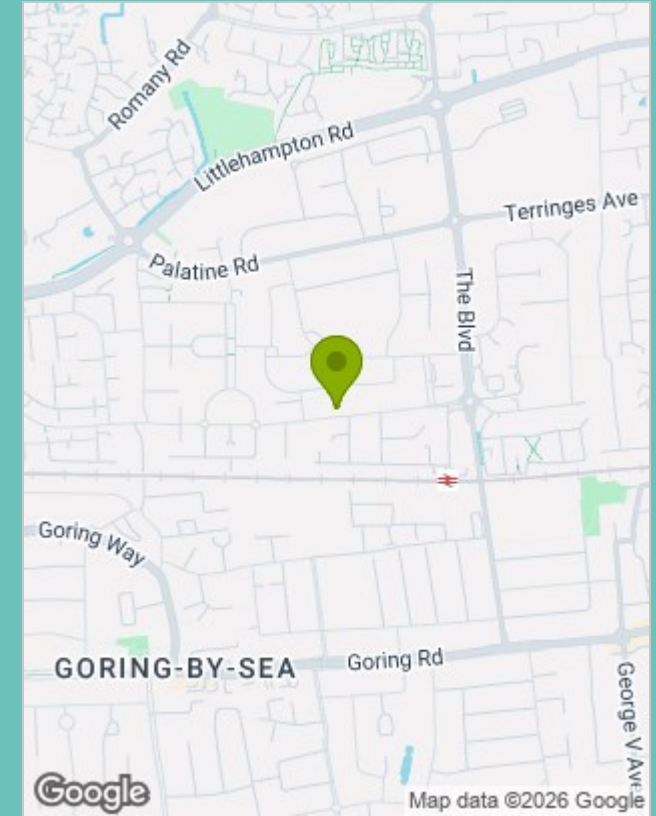 Romany Rd
Littlehampton Rd
Terringes Ave
Palatine Rd
The Blvd
Goring Way
GORING-BY-SEA
Goring Rd
George V Ave
Google
Map data ©2026 Google